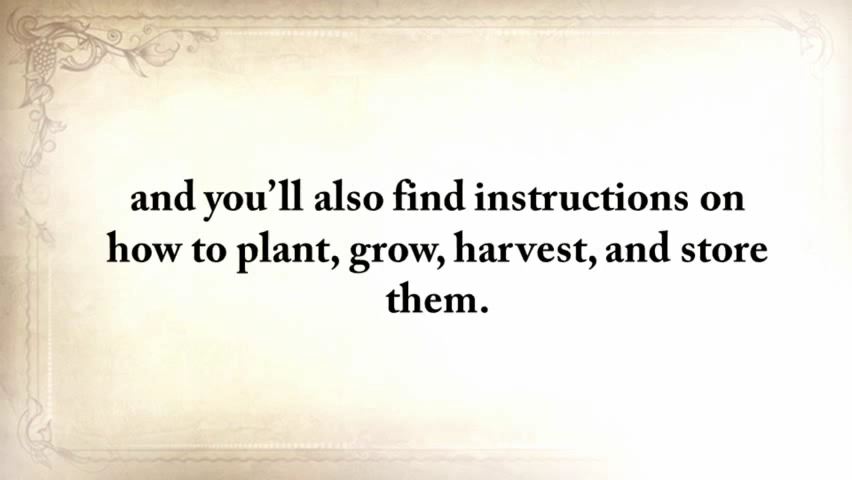 and you’ll also find instructions on
how to plant, grow, harvest, and store
them.